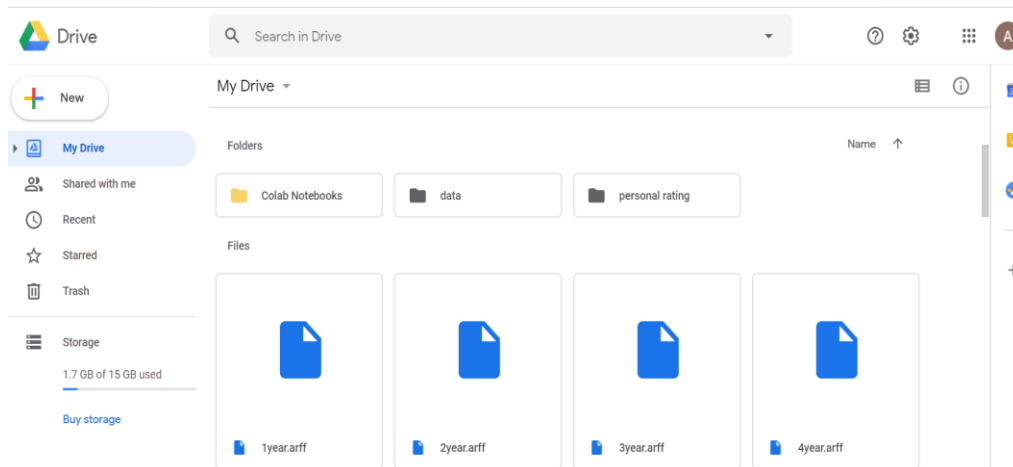 Drive
Search in Drive
A
New
My Drive
My Drive
Shared with me
Recent
Starred
Trash
Storage
1.7 GB of 15 GB used
Buy storage
Folders
Name
Colab Notebooks
data
personal rating
Files
1year.arff
2year.arff
3year.arff
4year.arff